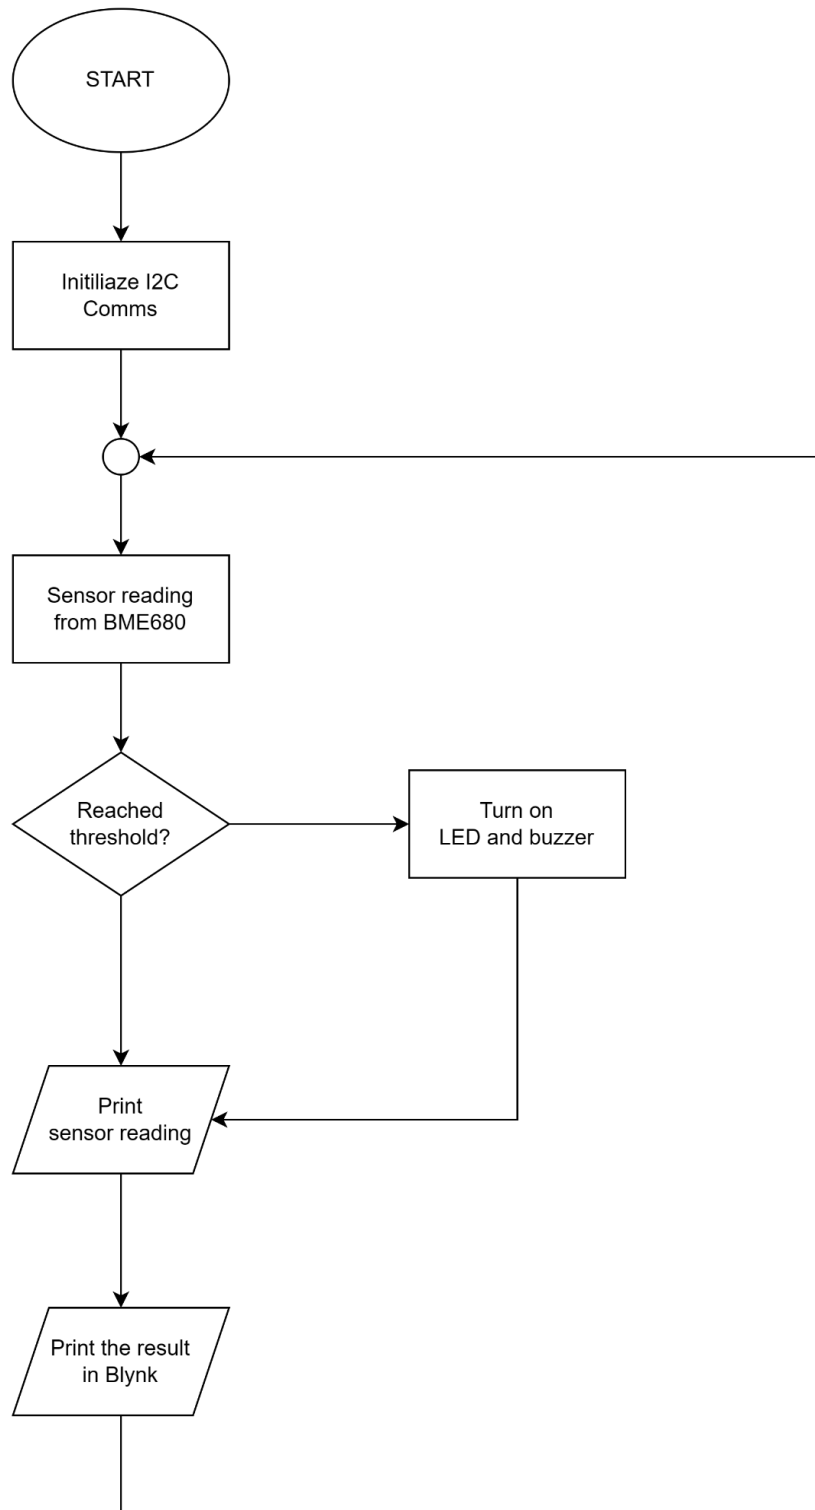 START
Initiliaze I2C
Comms
Sensor reading
from BME680
Reached
threshold?
Turn on
LED and buzzer
Print
sensor reading
Print the result
in Blynk